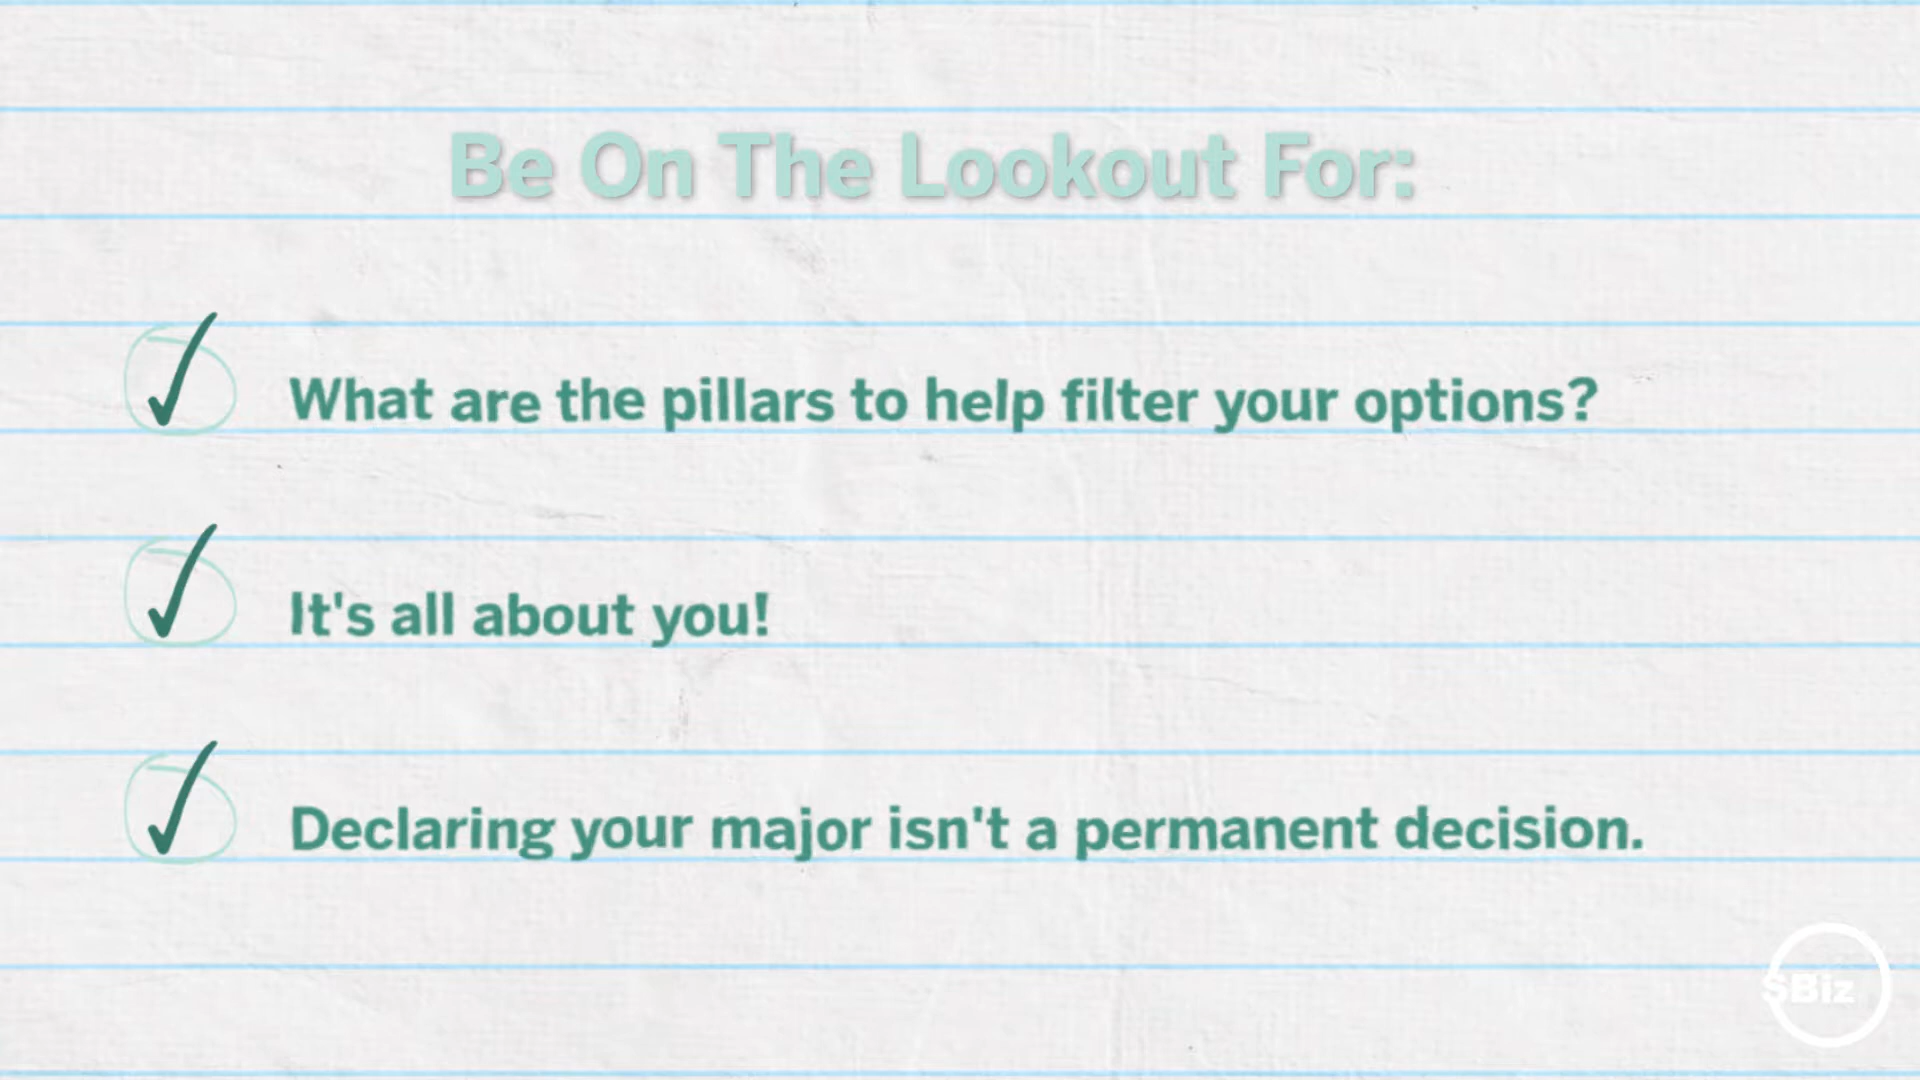 Be On The Lookout For:
What are the pillars to help filter your options?
It's all about you!
Declaring your major isn't a permanent decision.
$Biz